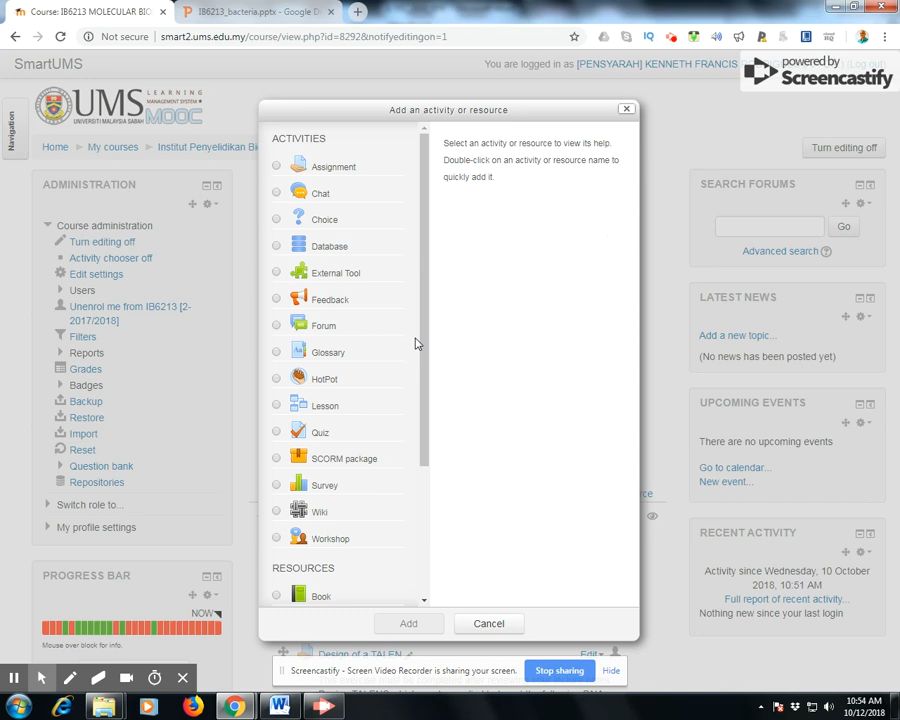 Course: IB6213 MOLECULAR BIO
IB6213_bacteria.pptx - Google D
Not secure
smart2.ums.edu.my/course/view.php?id=8292&notifyeditingon=1
SmartUMS
You are logged in as [PENSYARAH] KENNETH FRANCIS
(Log out)
powered by
Screencastify
UMS
UNIVERSITI MALAYSIA SABAH
LEARNING
MANAGEMENT SYSTEM
MOOC
Navigation
Home
My courses
Institut Penyelidikan Bi
Turn editing off
ADMINISTRATION
Course administration
Turn editing off
Activity chooser off
Edit settings
Users
Unenrol me from IB6213 [2-
2017/2018]
Filters
Reports
Grades
Badges
Backup
Restore
Import
Reset
Question bank
Repositories
Switch role to...
My profile settings
PROGRESS BAR
NOW
Mouse over block for info.
Add an activity or resource
ACTIVITIES
Assignment
Chat
Choice
Database
External Tool
Feedback
Forum
Glossary
HotPot
Lesson
Quiz
SCORM package
Survey
Wiki
Workshop
RESOURCES
Book
Select an activity or resource to view its help.
Double-click on an activity or resource name to
quickly add it.
Add
Cancel
Design of a TALEN
Edit
Screencastify - Screen Video Recorder is sharing your screen.
Stop sharing
Hide
SEARCH FORUMS
Go
Advanced search
LATEST NEWS
Add a new topic...
(No news has been posted yet)
UPCOMING EVENTS
There are no upcoming events
Go to calendar...
New event...
RECENT ACTIVITY
Activity since Wednesday, 10 October
2018, 10:51 AM
Full report of recent activity...
Nothing new since your last login
10:54 AM
10/12/2018